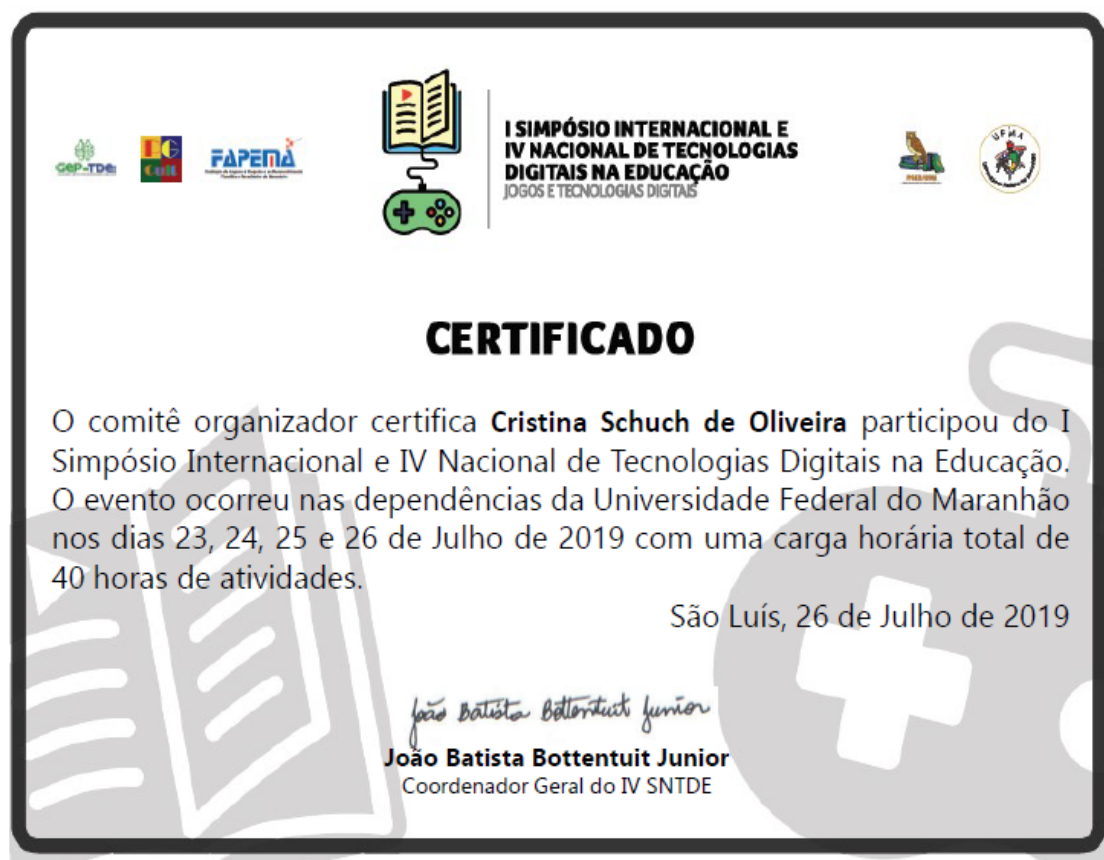 GEP-TDE
PG
Cult
FAPEMA
I SIMPÓSIO INTERNACIONAL E
IV NACIONAL DE TECNOLOGIAS
DIGITAIS NA EDUCAÇÃO
JOGOS E TECNOLOGIAS DIGITAIS
UFMA
CERTIFICADO
O comitê organizador certifica Cristina Schuch de Oliveira participou do I
Simpósio Internacional e IV Nacional de Tecnologias Digitais na Educação.
O evento ocorreu nas dependências da Universidade Federal do Maranhão
nos dias 23, 24, 25 e 26 de Julho de 2019 com uma carga horária total de
40 horas de atividades.
São Luís, 26 de Julho de 2019
João Batista Bottentuit Junior
João Batista Bottentuit Junior
Coordenador Geral do IV SNTDE